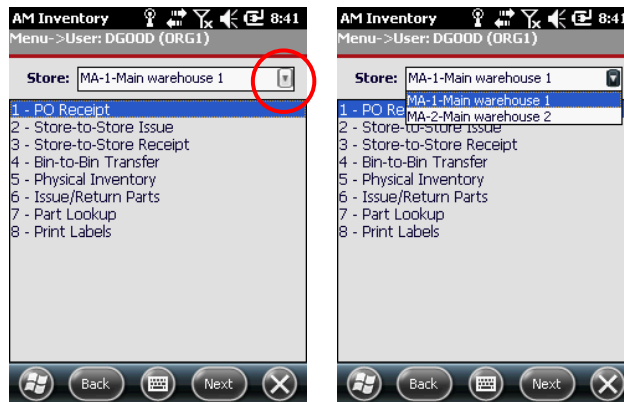 AM Inventory 8:41
Menu->User: DGOOD (ORG1)
Store: MA-1-Main warehouse 1
1 - PO Receipt
2 - Store-to-Store Issue
3 - Store-to-Store Receipt
4 - Bin-to-Bin Transfer
5 - Physical Inventory
6 - Issue/Return Parts
7 - Part Lookup
8 - Print Labels
Back Next
AM Inventory 8:41
Menu->User: DGOOD (ORG1)
Store: MA-1-Main warehouse 1
MA-1-Main warehouse 1
MA-2-Main warehouse 2
1 - PO Re
2 - Store-to-Store Issue
3 - Store-to-Store Receipt
4 - Bin-to-Bin Transfer
5 - Physical Inventory
6 - Issue/Return Parts
7 - Part Lookup
8 - Print Labels
Back Next